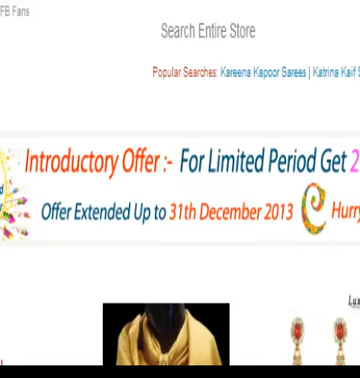 FB Fans
Search Entire Store
Popular Searches: Kareena Kapoor Sarees | Katrina Kaif S
Introductory Offer :- For Limited Period Get 2
Offer Extended Up to 31th December 2013 Hurry
Lux